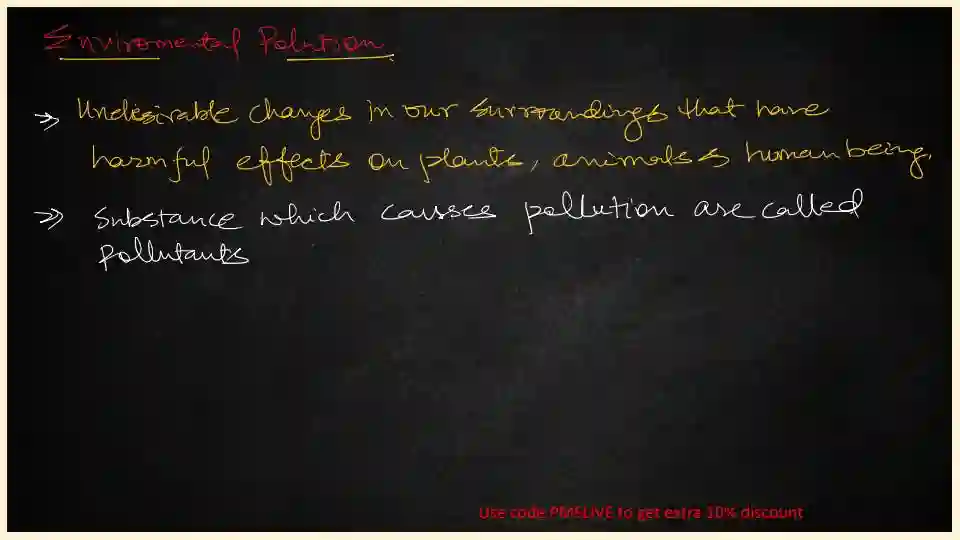 Enviromental Polution
→ Undesirable changes in our surroundings that have
harmful effects on plants, animals & human being.
⇒ Substance which causses pollution are called
Pollutants
Use code PMSLIVE to get extra 10% discount